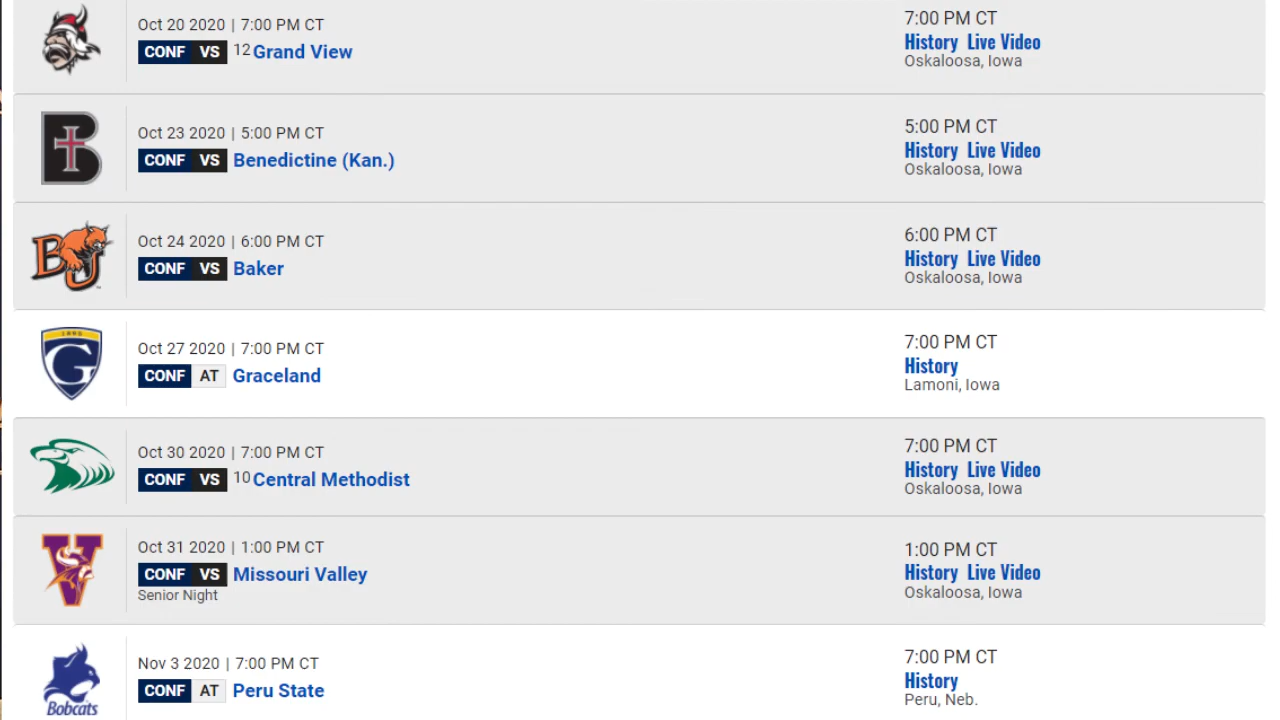 Oct 20 2020 | 7:00 PM CT
CONF VS 12 Grand View
7:00 PM CT
History Live Video
Oskaloosa, Iowa
B
Oct 23 2020 | 5:00 PM CT
CONF VS Benedictine (Kan.)
5:00 PM CT
History Live Video
Oskaloosa, Iowa
BU
Oct 24 2020 | 6:00 PM CT
CONF VS Baker
6:00 PM CT
History Live Video
Oskaloosa, Iowa
1895
G
Oct 27 2020 | 7:00 PM CT
CONF AT Graceland
7:00 PM CT
History
Lamoni, Iowa
Oct 30 2020 | 7:00 PM CT
CONF VS 10 Central Methodist
7:00 PM CT
History Live Video
Oskaloosa, Iowa
V
Oct 31 2020 | 1:00 PM CT
CONF VS Missouri Valley
Senior Night
1:00 PM CT
History Live Video
Oskaloosa, Iowa
Bobcats
Nov 3 2020 | 7:00 PM CT
CONF AT Peru State
7:00 PM CT
History
Peru, Neb.